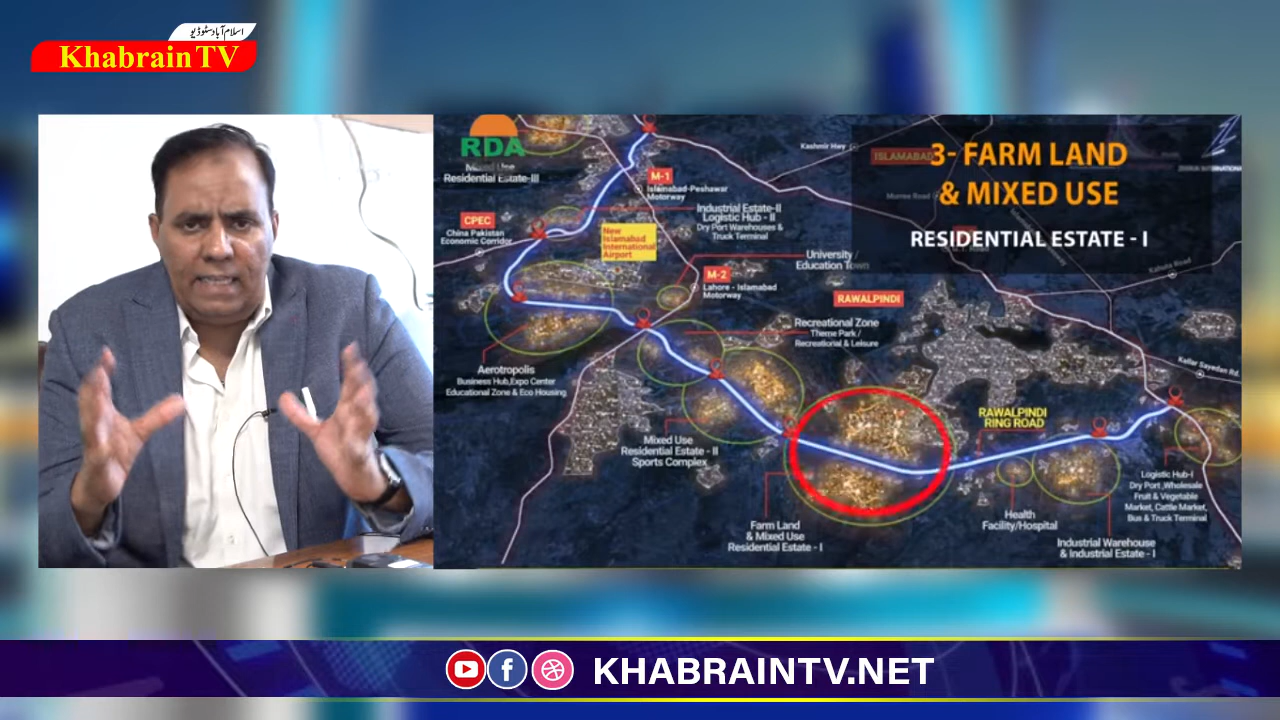 اسلام آباد سٹوڈیو
Khabrain TV
RDA
Mixed Use
Residential Estate-III
M-1
Islamabad-Peshawar
Motorway
Kashmir Hwy
ISLAMABAD
3- FARM LAND
& MIXED USE
RESIDENTIAL ESTATE - I
Murree Road
CPEC
China Pakistan
Economic Corridor
Industrial Estate-II
Logistic Hub - II
Dry Port Warehouses &
Truck Terminal
New
Islamabad
International
Airport
University /
Education Town
M-2
Lahore - Islamabad
Motorway
RAWALPINDI
Kahuta Road
Recreational Zone
Theme Park /
Recreational & Leisure
Kallar Sayedan Rd.
Aerotropolis
Business Hub,Expo Center
Educational Zone & Eco Housing
RAWALPINDI
RING ROAD
Mixed Use
Residential Estate - II
Sports Complex
Logistic Hub-I
Dry Port ,Wholesale
Fruit & Vegetable
Market, Cattle Market,
Bus & Truck Terminal
Farm Land
& Mixed Use
Residential Estate - I
Health
Facility/Hospital
Industrial Warehouse
& Industrial Estate - I
KHABRAINTV.NET